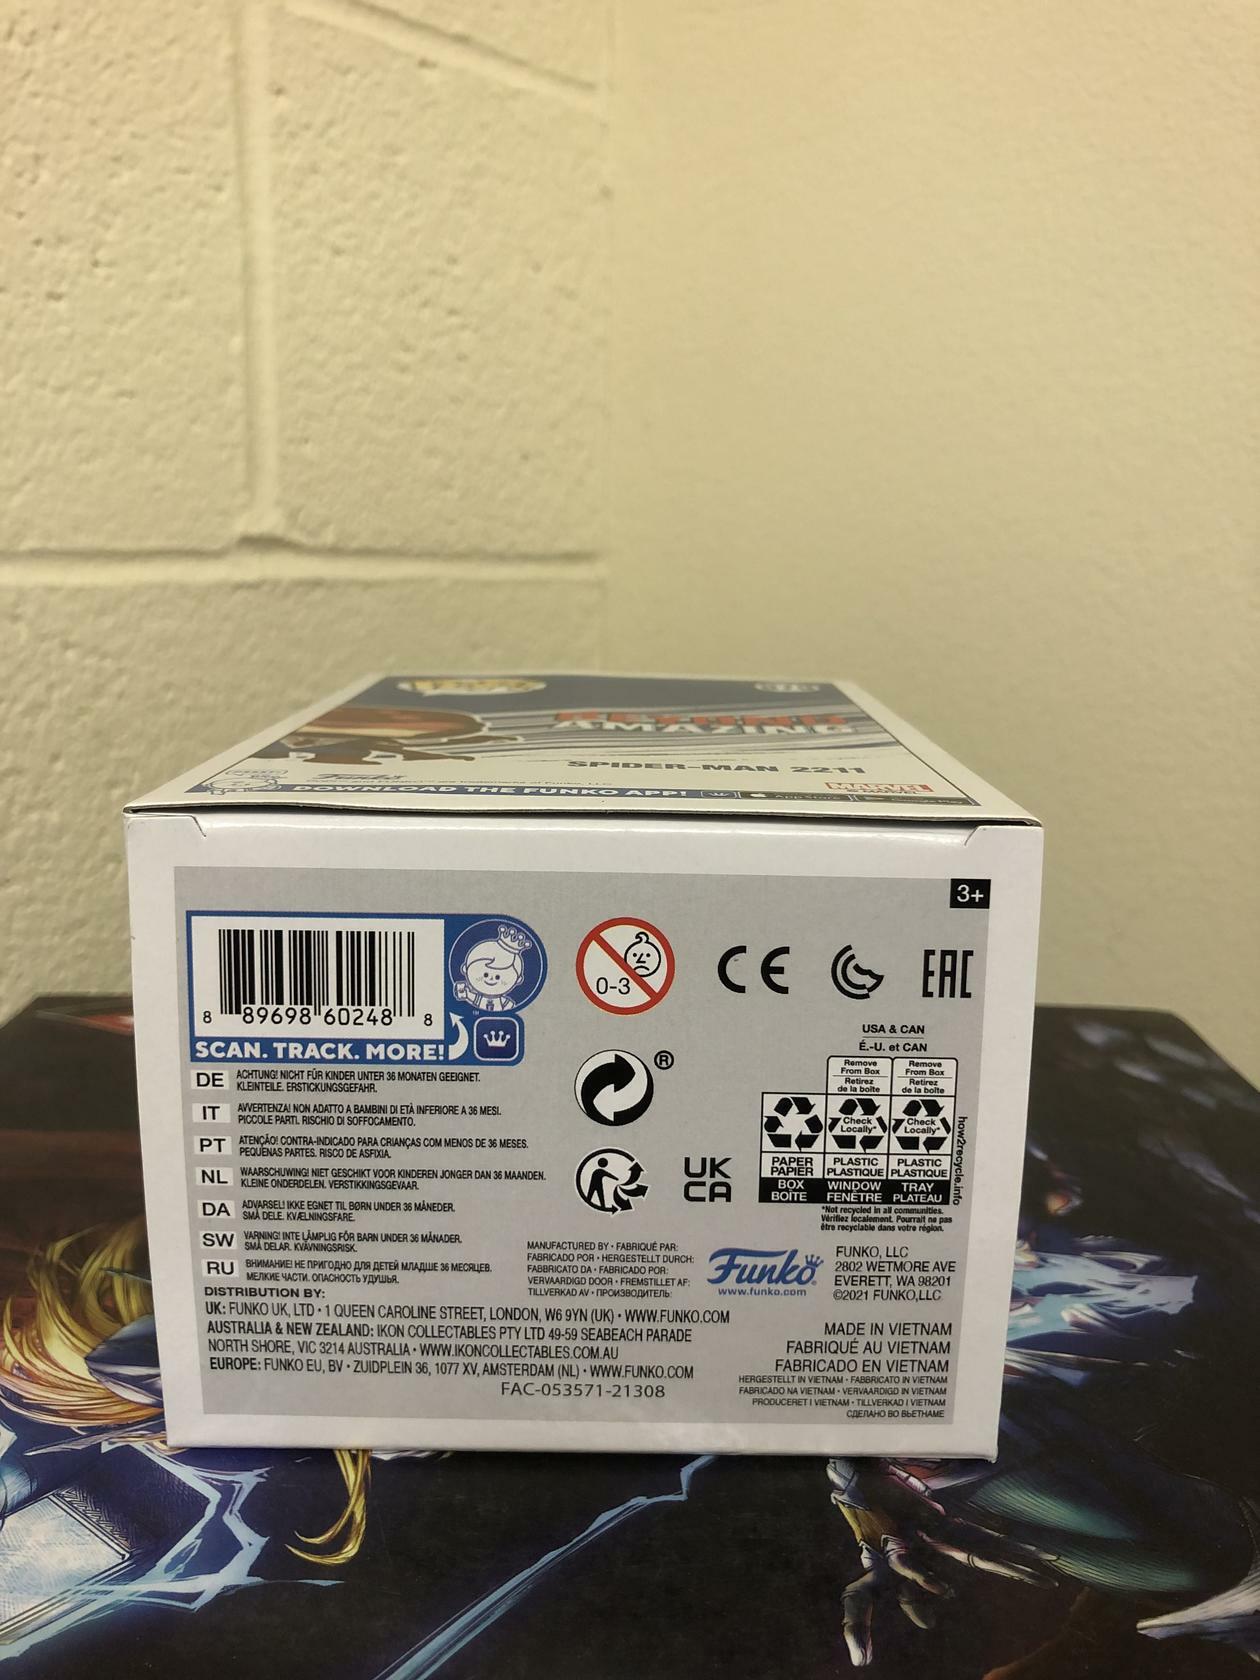 BEYOND
AMAZING
SPIDER-MAN 2211
Funko
MARVEL
DOWNLOAD THE FUNKO APP!
App Store
Google Play
3+
8 89698 60248 8
SCAN. TRACK. MORE!
0-3
CE
EAC
USA & CAN
É.-U. et CAN
Remove From Box
Retirez de la boîte
Remove From Box
Retirez de la boîte
Check Locally*
Check Locally*
PAPER PAPIER
PLASTIC PLASTIQUE
PLASTIC PLASTIQUE
BOX BOÎTE
WINDOW FENÊTRE
TRAY PLATEAU
how2recycle.info
*Not recycled in all communities.
Vérifiez localement. Pourrait ne pas
être recyclable dans votre région.
®
UK
CA
DE ACHTUNG! NICHT FÜR KINDER UNTER 36 MONATEN GEEIGNET.
KLEINTEILE. ERSTICKUNGSGEFAHR.
IT AVVERTENZA! NON ADATTO A BAMBINI DI ETÀ INFERIORE A 36 MESI.
PICCOLE PARTI. RISCHIO DI SOFFOCAMENTO.
PT ATENÇÃO! CONTRA-INDICADO PARA CRIANÇAS COM MENOS DE 36 MESES.
PEQUENAS PARTES. RISCO DE ASFIXIA.
NL WAARSCHUWING! NIET GESCHIKT VOOR KINDEREN JONGER DAN 36 MAANDEN.
KLEINE ONDERDELEN. VERSTIKKINGSGEVAAR.
DA ADVARSEL! IKKE EGNET TIL BØRN UNDER 36 MÅNEDER.
SMÅ DELE. KVÆLNINGSFARE.
SW VARNING! INTE LÄMPLIG FÖR BARN UNDER 36 MÅNADER.
SMÅ DELAR. KVÄVNINGSRISK.
RU ВНИМАНИЕ! НЕ ПРИГОДНО ДЛЯ ДЕТЕЙ МЛАДШЕ 36 МЕСЯЦЕВ.
МЕЛКИЕ ЧАСТИ. ОПАСНОСТЬ УДУШЬЯ.
MANUFACTURED BY • FABRIQUÉ PAR:
FABRICADO POR • HERGESTELLT DURCH:
FABBRICATO DA • FABRICADO POR:
VERVAARDIGD DOOR • FREMSTILLET AF:
TILLVERKAD AV • ПРОИЗВОДИТЕЛЬ:
Funko
www.funko.com
FUNKO, LLC
2802 WETMORE AVE
EVERETT, WA 98201
©2021 FUNKO,LLC
DISTRIBUTION BY:
UK: FUNKO UK, LTD • 1 QUEEN CAROLINE STREET, LONDON, W6 9YN (UK) • WWW.FUNKO.COM
AUSTRALIA & NEW ZEALAND: IKON COLLECTABLES PTY LTD 49-59 SEABEACH PARADE
NORTH SHORE, VIC 3214 AUSTRALIA • WWW.IKONCOLLECTABLES.COM.AU
EUROPE: FUNKO EU, BV • ZUIDPLEIN 36, 1077 XV, AMSTERDAM (NL) • WWW.FUNKO.COM
FAC-053571-21308
MADE IN VIETNAM
FABRIQUÉ AU VIETNAM
FABRICADO EN VIETNAM
HERGESTELLT IN VIETNAM • FABBRICATO IN VIETNAM
FABRICADO NA VIETNAM • VERVAARDIGD IN VIETNAM
PRODUCERET I VIETNAM • TILLVERKAD I VIETNAM
СДЕЛАНО ВО ВЬЕТНАМЕ